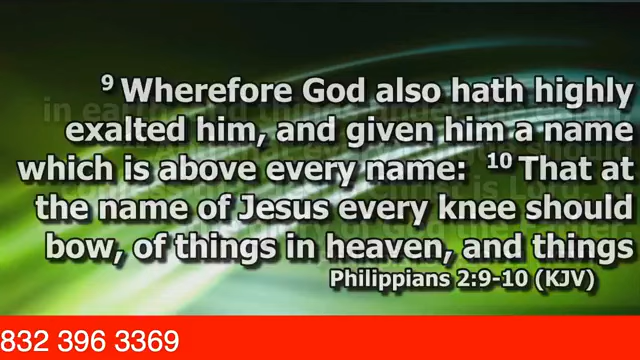 9 Wherefore God also hath highly
exalted him, and given him a name
which is above every name: 10 That at
the name of Jesus every knee should
bow, of things in heaven, and things
Philippians 2:9-10 (KJV)
832 396 3369